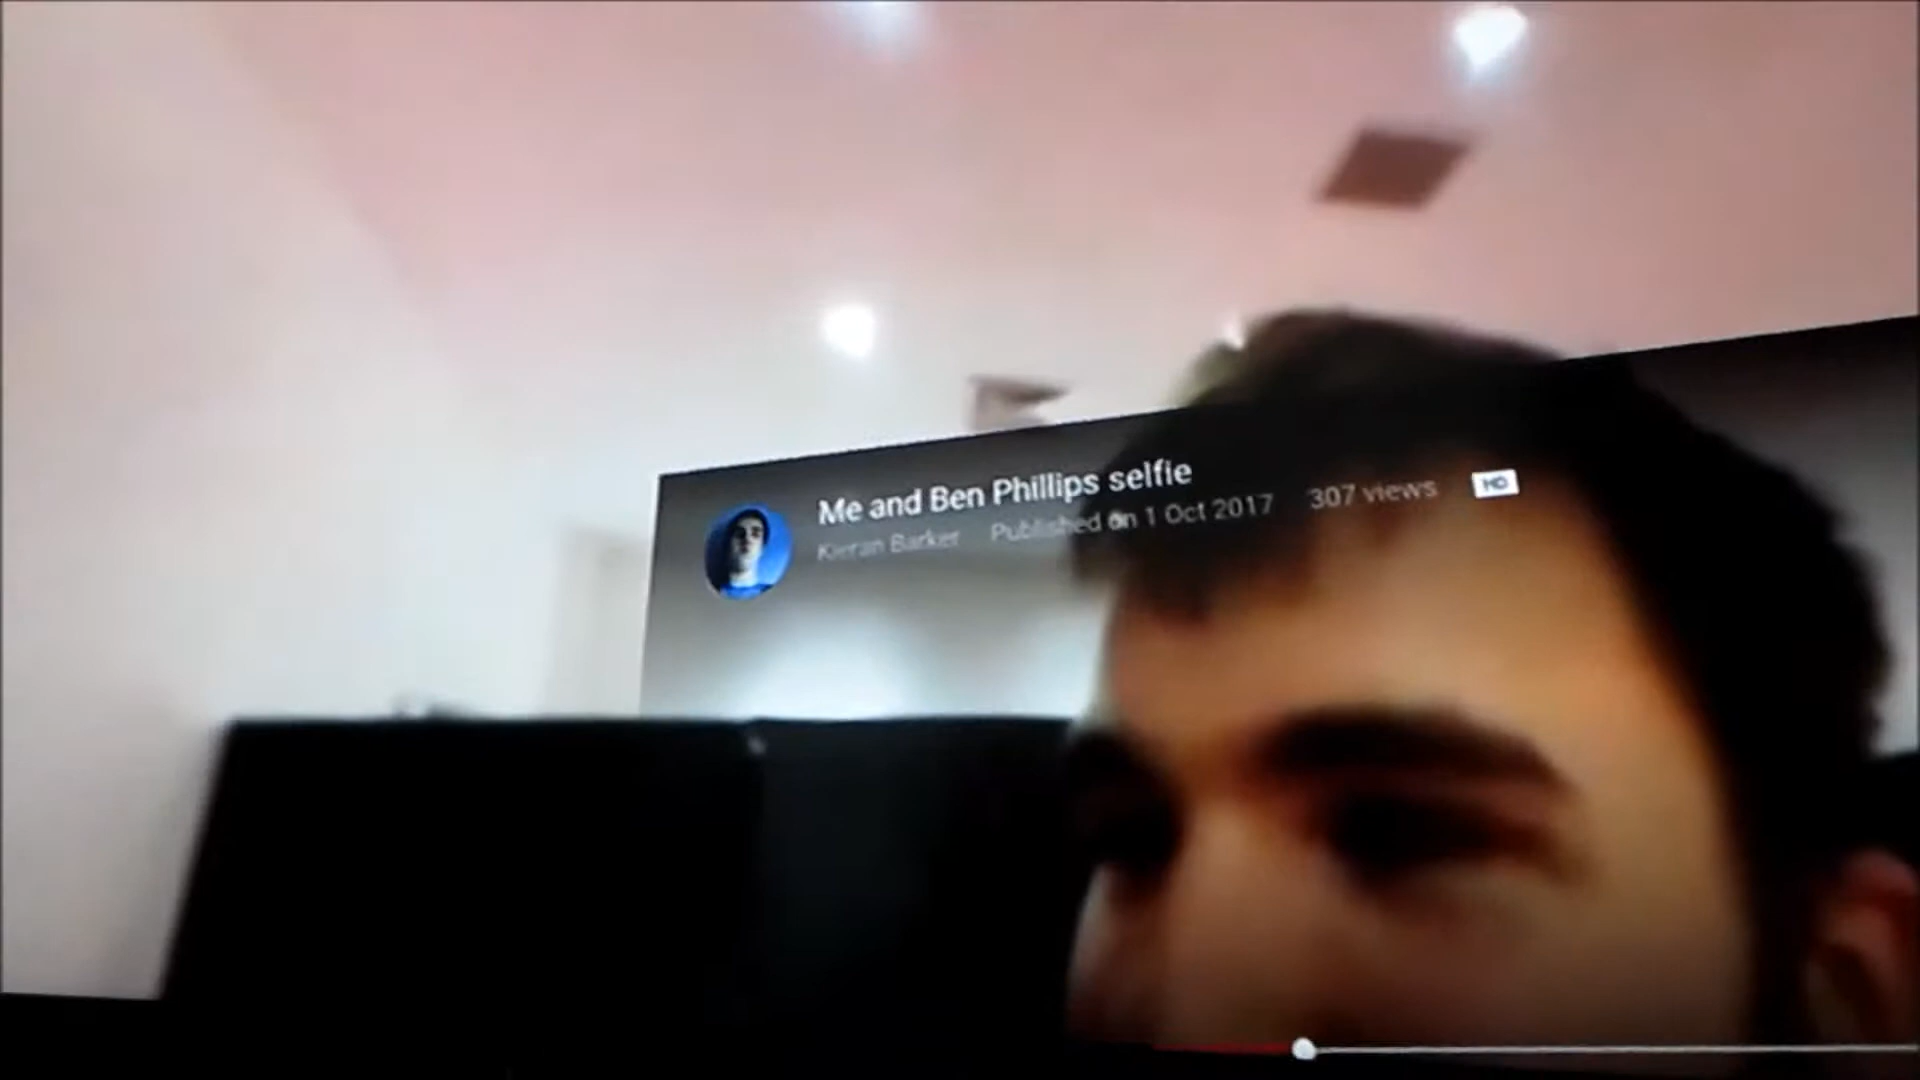 Me and Ben Phillips selfie
Kieran Barker Published on 1 Oct 2017 307 views HD